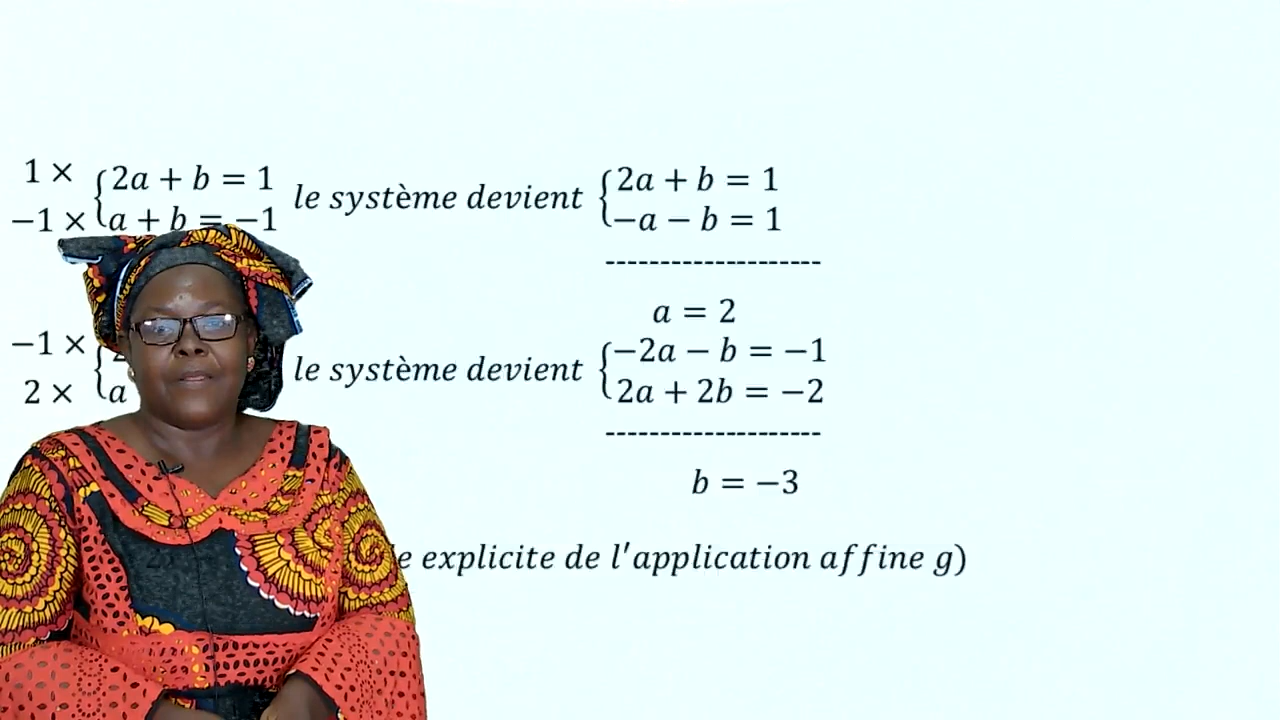 1 × {2a + b = 1 le système devient {2a + b = 1
−1 × a + b = −1 −a − b = 1
-------------------
a = 2
−1 × { le système devient {−2a − b = −1
2 × a 2a + 2b = −2
-------------------
b = −3
explicite de l'application affine g)